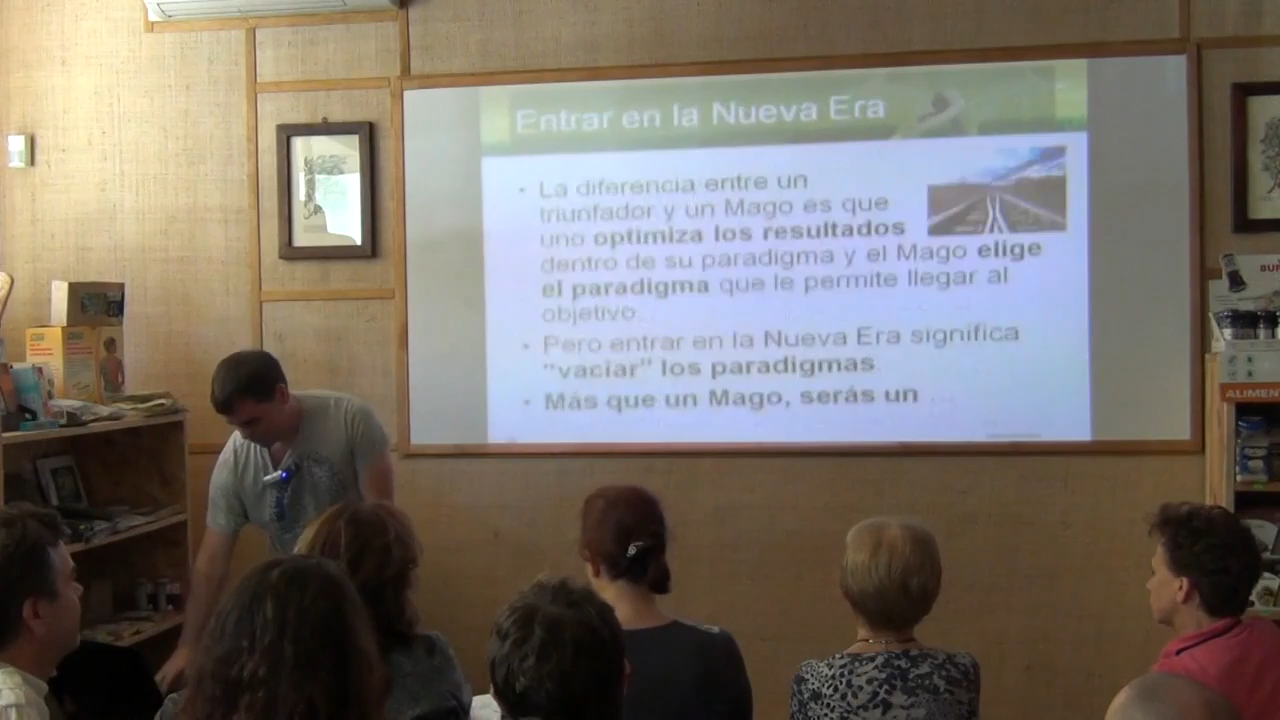 Entrar en la Nueva Era
• La diferencia entre un
triunfador y un Mago es que
uno optimiza los resultados
dentro de su paradigma y el Mago elige
el paradigma que le permite llegar al
objetivo.
• Pero entrar en la Nueva Era significa
"vaciar" los paradigmas.
• Más que un Mago, serás un
ALIMEN